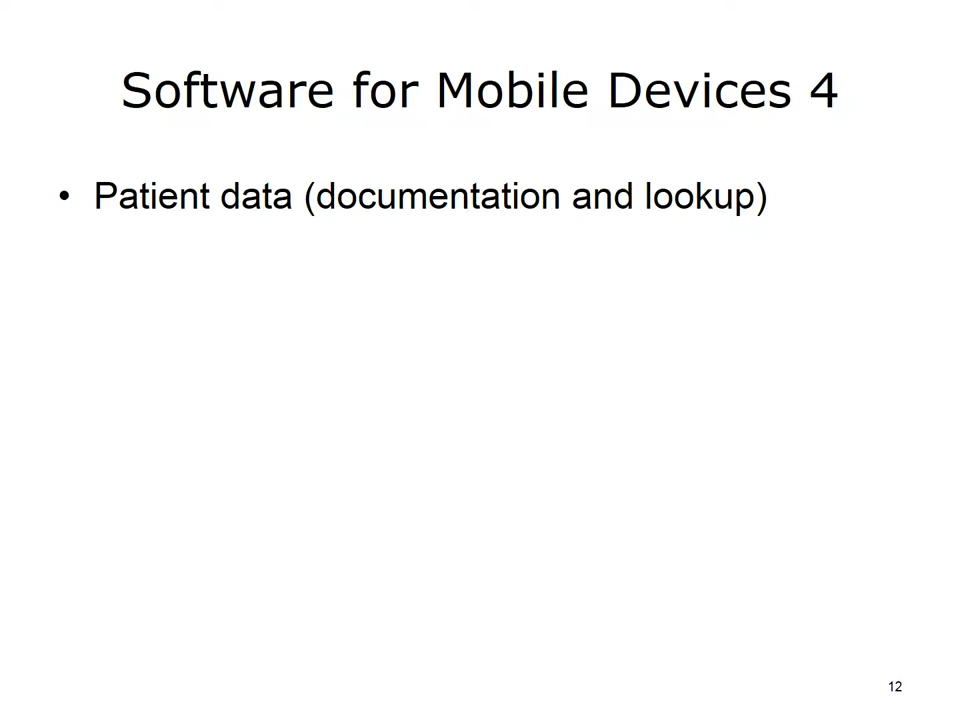 Software for Mobile Devices 4
• Patient data (documentation and lookup)
12